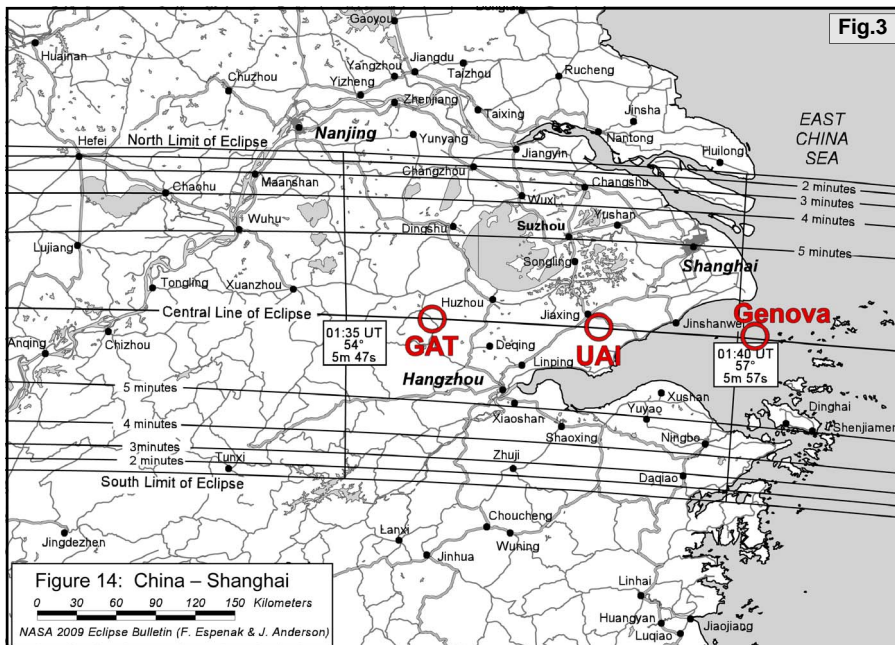 Fig.3
Gaoyou
Huainan
Chuzhou
Yangzhou
Jiangdu
Taizhou
Rucheng
Yizheng
Zhenjiang
Taixing
Jinsha
EAST
CHINA
SEA
Nanjing
Yunyang
Nantong
Huilong
North Limit of Eclipse
Hefei
Jiangyin
Maanshan
Changzhou
Changshu
2 minutes
3 minutes
4 minutes
Chaohu
Wuxi
Yushan
Wuhu
Dingshu
Suzhou
5 minutes
Lujiang
Songling
Shanghai
Tongling
Xuanzhou
Huzhou
Central Line of Eclipse
Jiaxing
Jinshanwei
Genova
01:35 UT
54°
5m 47s
GAT
UAI
Anqing
Chizhou
Deqing
Linping
01:40 UT
57°
5m 57s
Hangzhou
5 minutes
Xushan
Dinghai
Yuyao
Xiaoshan
Shenjiamen
4 minutes
Shaoxing
Ningbo
3minutes
Tunxi
2 minutes
Zhuji
Daqiao
South Limit of Eclipse
Choucheng
Lanxi
Wuning
Jingdezhen
Jinhua
Figure 14: China – Shanghai
0 30 60 90 120 150 Kilometers
NASA 2009 Eclipse Bulletin (F. Espenak & J. Anderson)
Linhai
Huangyan
Jiaojiang
Luqiao